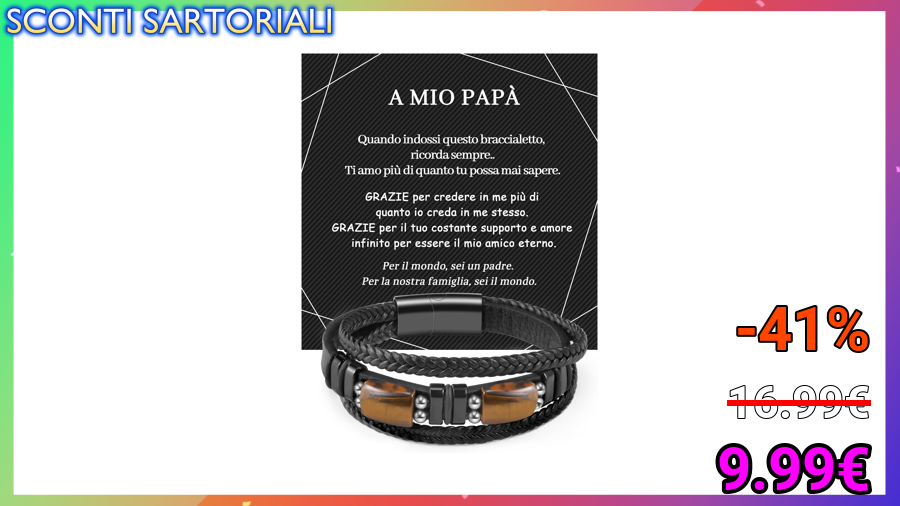 SCONTI SARTORIALI
A MIO PAPÀ
Quando indossi questo braccialetto,
ricorda sempre..
Ti amo più di quanto tu possa mai sapere.
GRAZIE per credere in me più di
quanto io creda in me stesso.
GRAZIE per il tuo costante supporto e amore
infinito per essere il mio amico eterno.
Per il mondo, sei un padre.
Per la nostra famiglia, sei il mondo.
-41%
16.99€
9.99€